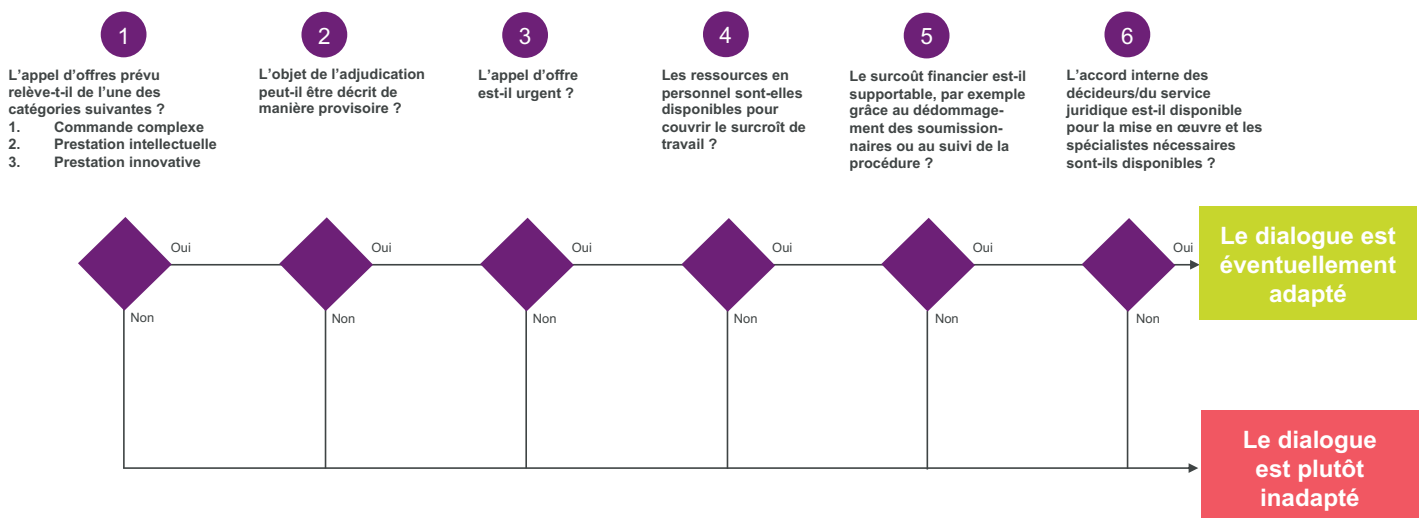 1
L'appel d'offres prévu
relève-t-il de l'une des
catégories suivantes ?
1. Commande complexe
2. Prestation intellectuelle
3. Prestation innovative
2
L'objet de l'adjudication
peut-il être décrit de
manière provisoire ?
3
L'appel d'offre
est-il urgent ?
4
Les ressources en
personnel sont-elles
disponibles pour
couvrir le surcroît de
travail ?
5
Le surcoût financier est-il
supportable, par exemple
grâce au dédommage-
ment des soumission-
naires ou au suivi de la
procédure ?
6
L'accord interne des
décideurs/du service
juridique est-il disponible
pour la mise en œuvre et les
spécialistes nécessaires
sont-ils disponibles ?
Oui
Oui
Oui
Oui
Oui
Oui
Le dialogue est
éventuellement
adapté
Non
Non
Non
Non
Non
Non
Le dialogue
est plutôt
inadapté